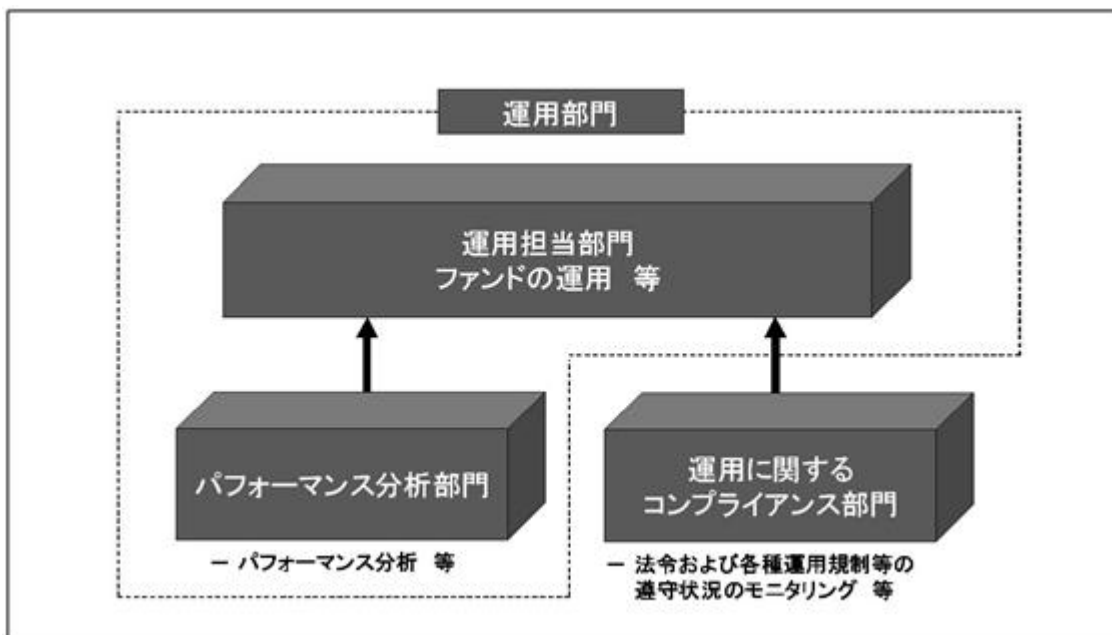 運用部門
運用担当部門
ファンドの運用 等
パフォーマンス分析部門
－ パフォーマンス分析 等
運用に関する
コンプライアンス部門
－ 法令および各種運用規制等の
遵守状況のモニタリング 等